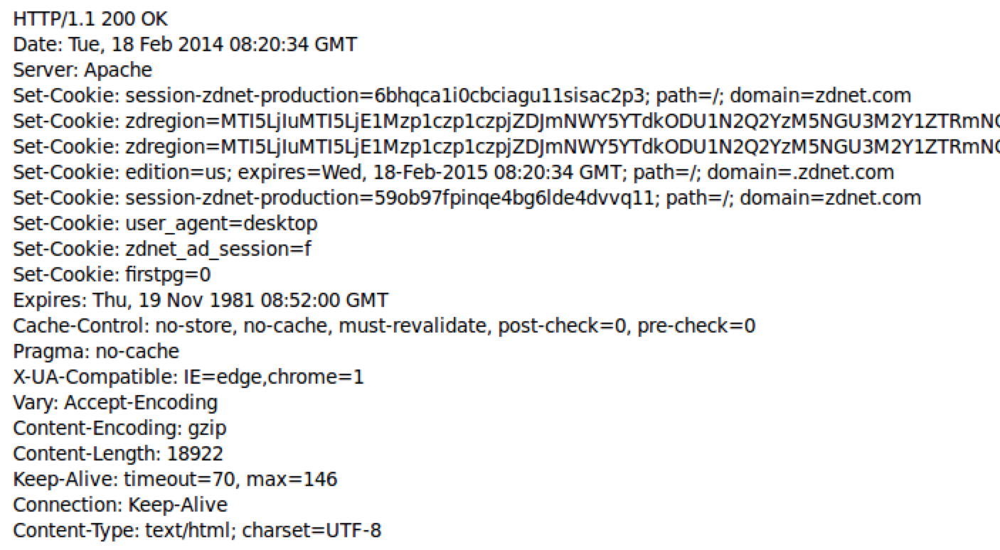 HTTP/1.1 200 OK
Date: Tue, 18 Feb 2014 08:20:34 GMT
Server: Apache
Set-Cookie: session-zdnet-production=6bhqca1i0cbciagu11sisac2p3; path=/; domain=zdnet.com
Set-Cookie: zdregion=MTI5LjIuMTI5LjE1Mzp1czp1czpjZDJmNWY5YTdkODU1N2Q2YzM5NGU3M2Y1ZTRmN
Set-Cookie: zdregion=MTI5LjIuMTI5LjE1Mzp1czp1czpjZDJmNWY5YTdkODU1N2Q2YzM5NGU3M2Y1ZTRmN
Set-Cookie: edition=us; expires=Wed, 18-Feb-2015 08:20:34 GMT; path=/; domain=.zdnet.com
Set-Cookie: session-zdnet-production=59ob97fpinqe4bg6lde4dvvq11; path=/; domain=zdnet.com
Set-Cookie: user_agent=desktop
Set-Cookie: zdnet_ad_session=f
Set-Cookie: firstpg=0
Expires: Thu, 19 Nov 1981 08:52:00 GMT
Cache-Control: no-store, no-cache, must-revalidate, post-check=0, pre-check=0
Pragma: no-cache
X-UA-Compatible: IE=edge,chrome=1
Vary: Accept-Encoding
Content-Encoding: gzip
Content-Length: 18922
Keep-Alive: timeout=70, max=146
Connection: Keep-Alive
Content-Type: text/html; charset=UTF-8